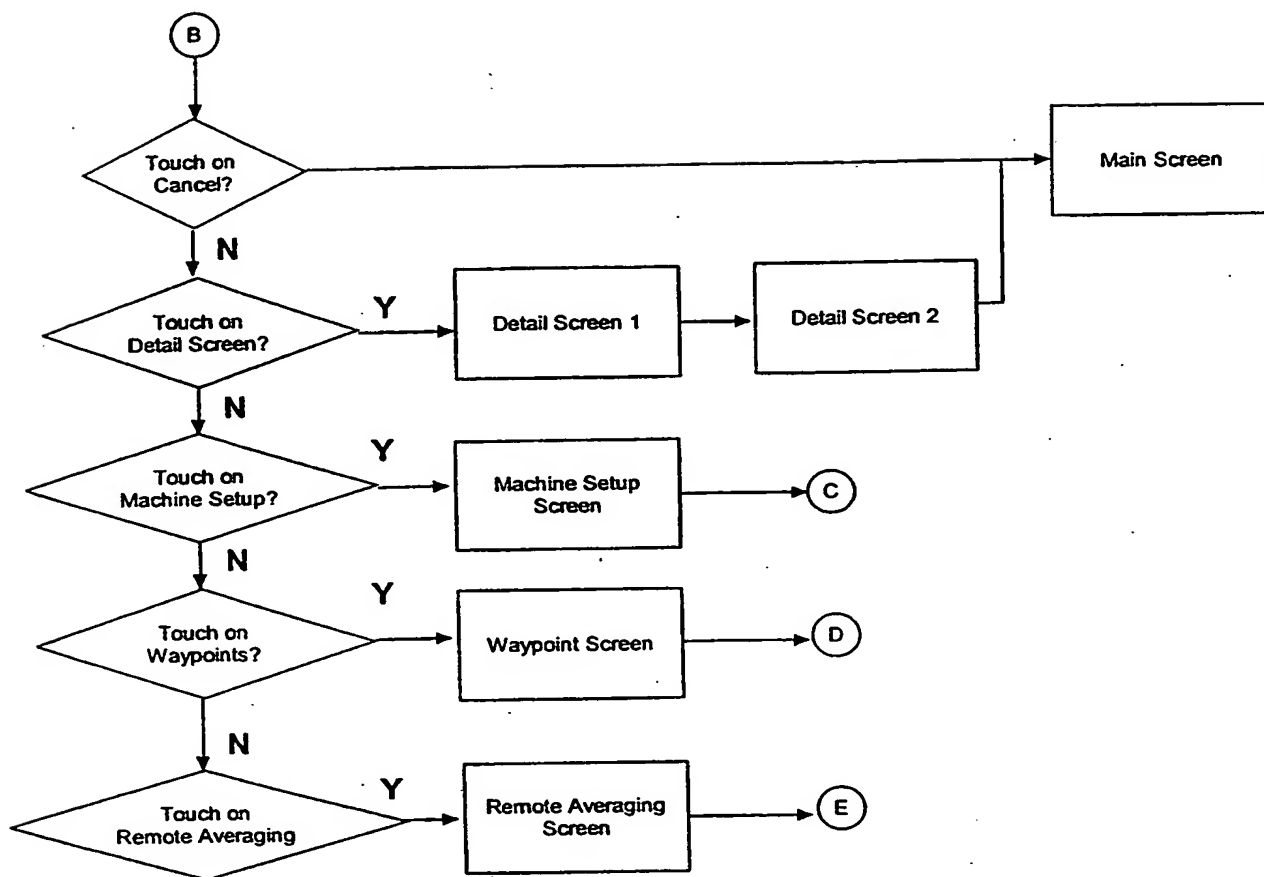 B
Touch on
Cancel?
Main Screen
N
Touch on
Detail Screen?
Y
Detail Screen 1
Detail Screen 2
N
Touch on
Machine Setup?
Y
Machine Setup
Screen
C
N
Touch on
Waypoints?
Y
Waypoint Screen
D
N
Touch on
Remote Averaging
Y
Remote Averaging
Screen
E